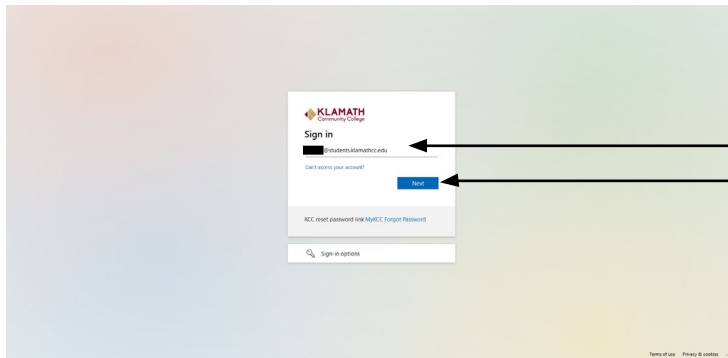 KLAMATH
Community College
Sign in
@students.klamathcc.edu
Can't access your account?
Next
KCC reset password link MyKCC Forgot Password
Sign-in options
Terms of use Privacy & cookies